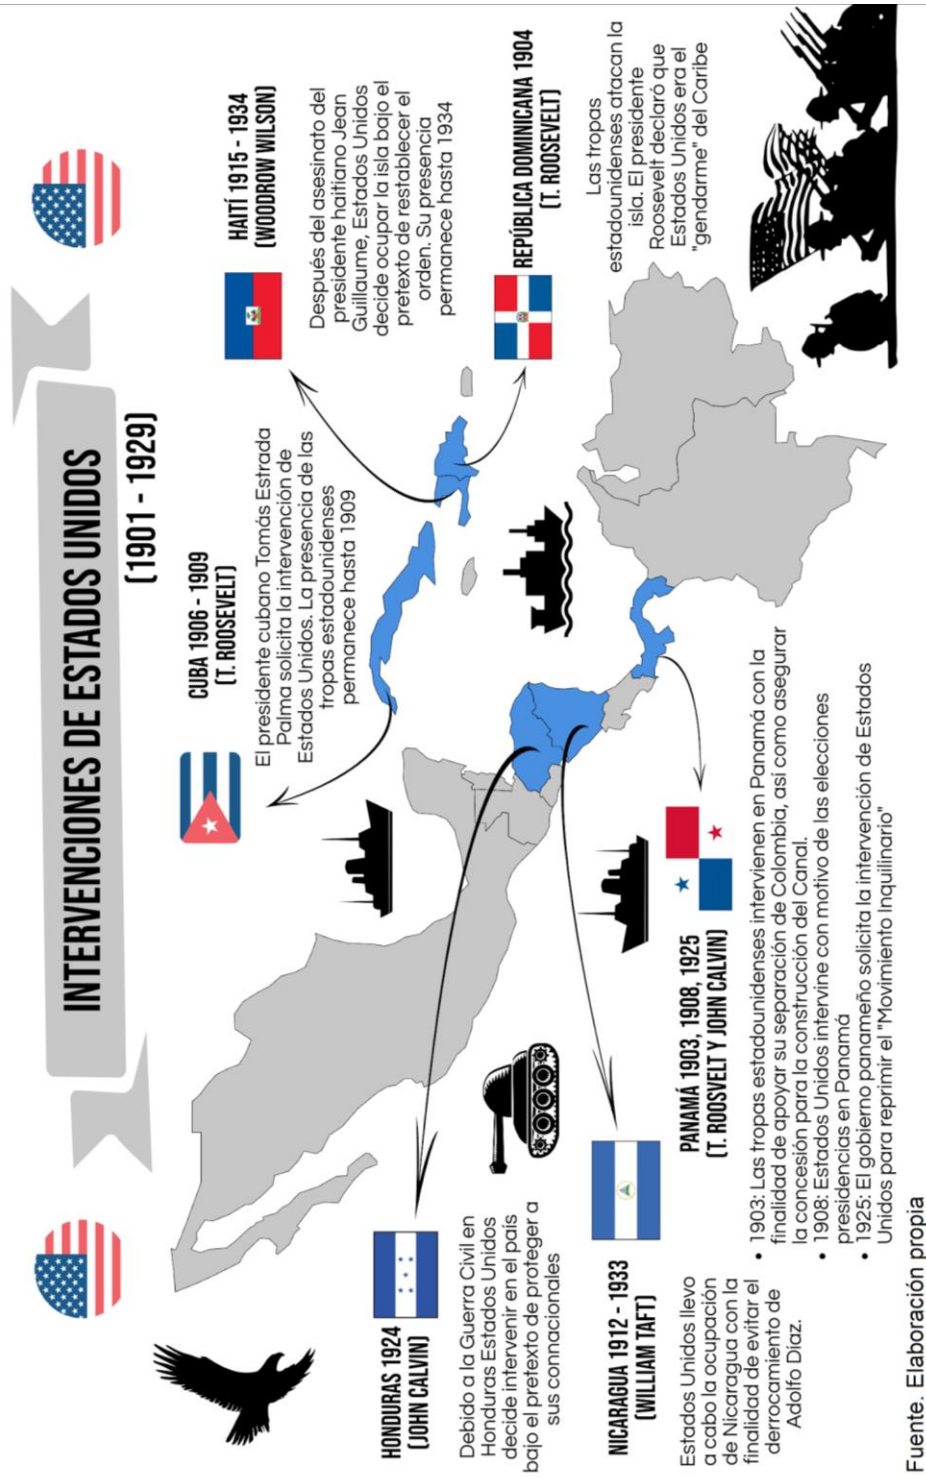 INTERVENCIONES DE ESTADOS UNIDOS
(1901 - 1929)
CUBA 1906 - 1909
(T. ROOSEVELT)
El presidente cubano Tomás Estrada
Palma solicita la intervención de
Estados Unidos. La presencia de las
tropas estadounidenses
permanece hasta 1909
HAITÍ 1915 - 1934
(WOODROW WILSON)
Después del asesinato del
presidente haitiano Jean
Guillaume, Estados Unidos
decide ocupar la isla bajo el
pretexto de restablecer el
orden. Su presencia
permanece hasta 1934
REPÚBLICA DOMINICANA 1904
(T. ROOSEVELT)
Las tropas
estadounidenses atacan la
isla. El presidente
Roosevelt declaró que
Estados Unidos era el
"gendarme" del Caribe
HONDURAS 1924
(JOHN CALVIN)
Debido a la Guerra Civil en
Honduras Estados Unidos
decide intervenir en el país
bajo el pretexto de proteger a
sus connacionales
NICARAGUA 1912 - 1933
(WILLIAM TAFT)
Estados Unidos llevo
a cabo la ocupación
de Nicaragua con la
finalidad de evitar el
derrocamiento de
Adolfo Díaz.
PANAMÁ 1903, 1908, 1925
(T. ROOSVELT Y JOHN CALVIN)
• 1903: Las tropas estadounidenses intervienen en Panamá con la
finalidad de apoyar su separación de Colombia, así como asegurar
la concesión para la construcción del Canal.
• 1908: Estados Unidos intervine con motivo de las elecciones
presidencias en Panamá
• 1925: El gobierno panameño solicita la intervención de Estados
Unidos para reprimir el "Movimiento Inquilinario"
Fuente. Elaboración propia